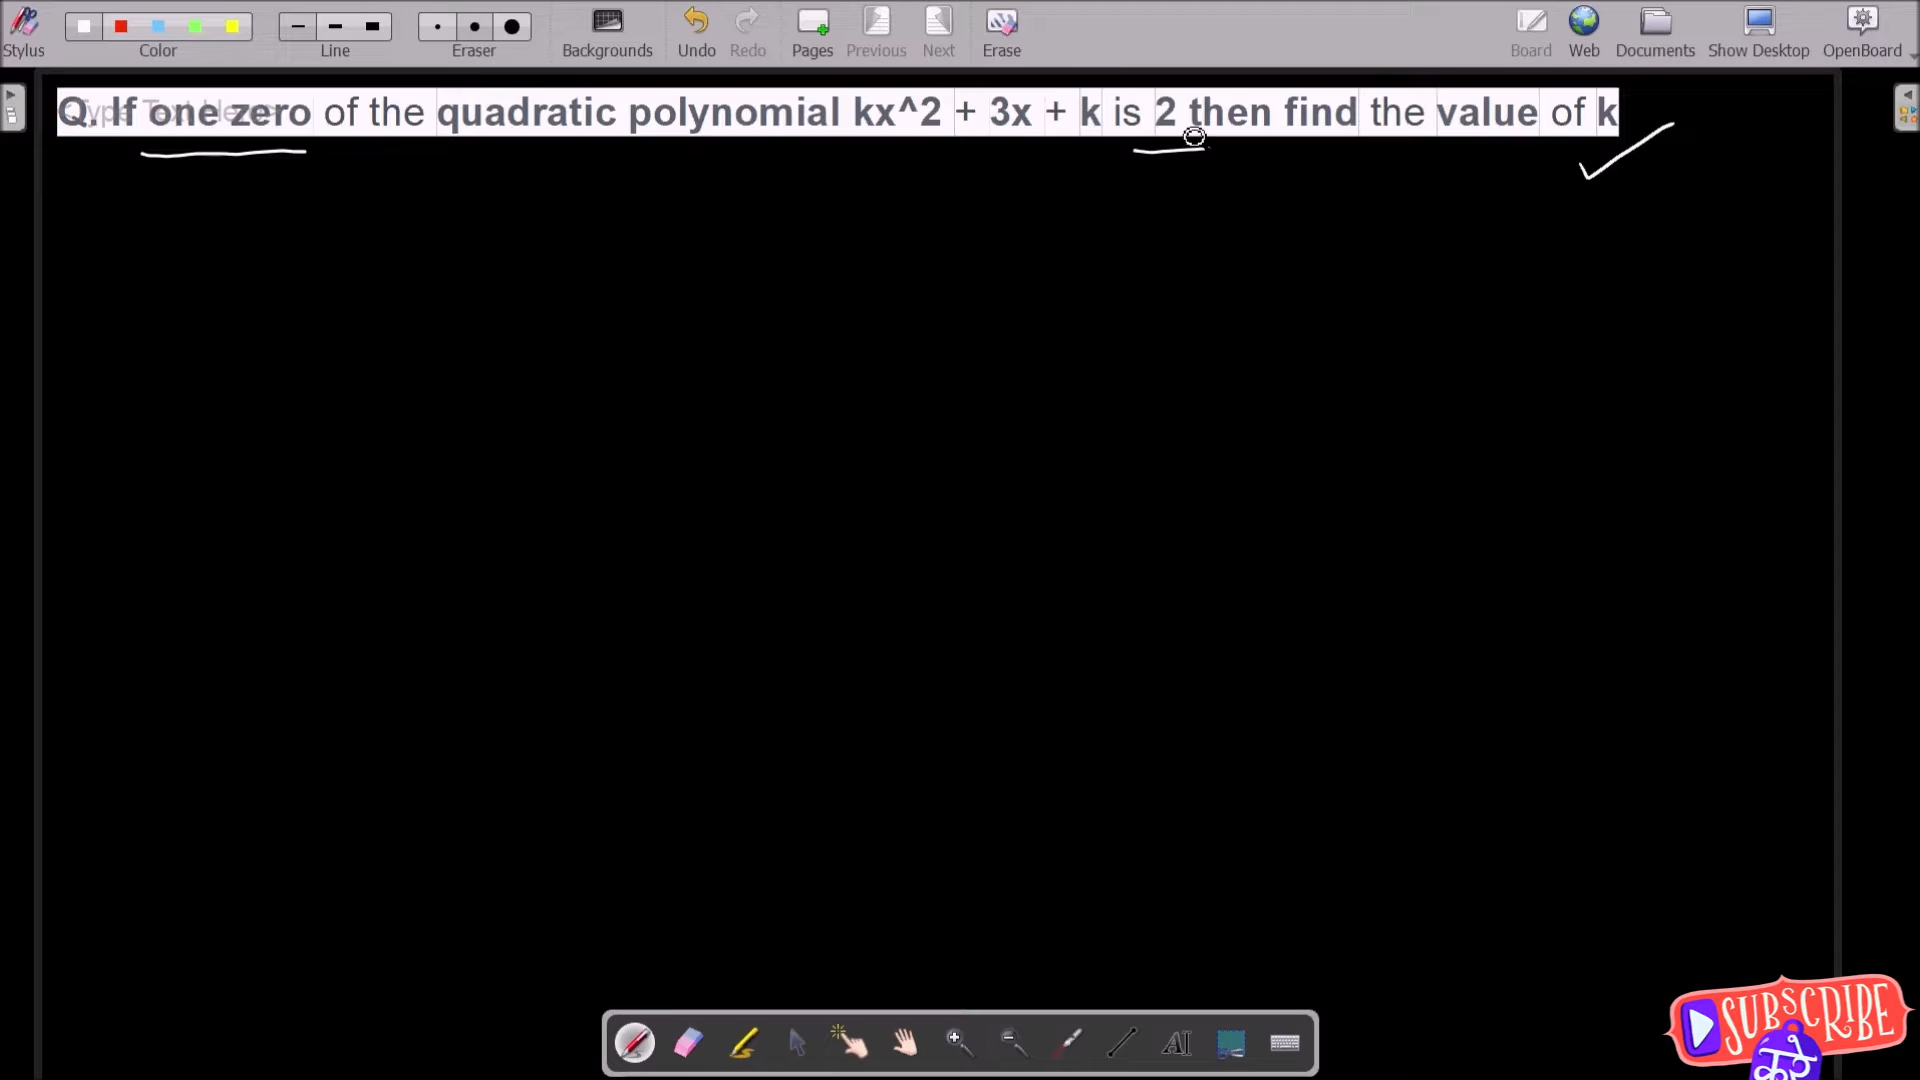 Stylus Color Line Eraser Backgrounds Undo Redo Pages Previous Next Erase Board Web Documents Show Desktop OpenBoard
Q. If one zero of the quadratic polynomial kx^2 + 3x + k is 2 then find the value of k
SUBSCRIBE
करे